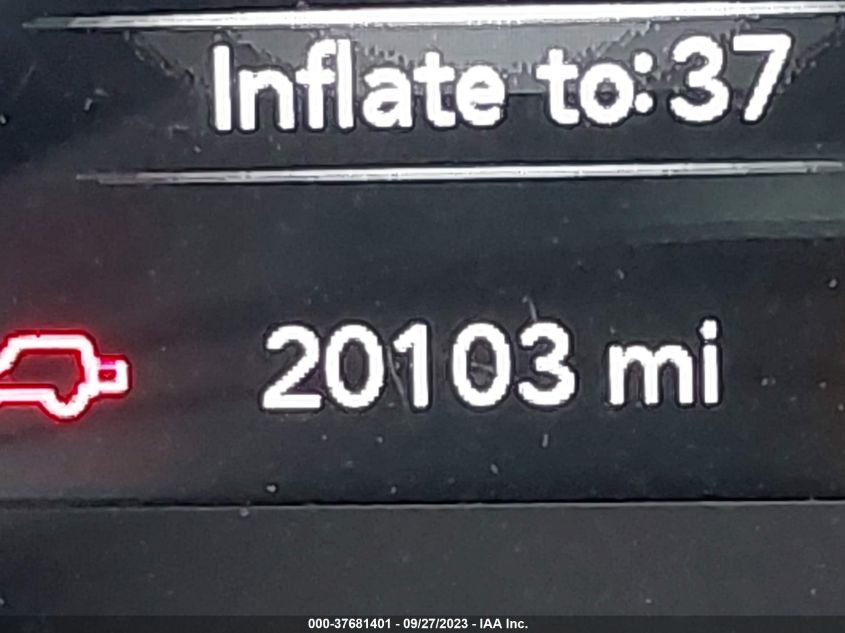 Inflate to: 37
20103 mi
000-37681401 - 09/27/2023 - IAA Inc.